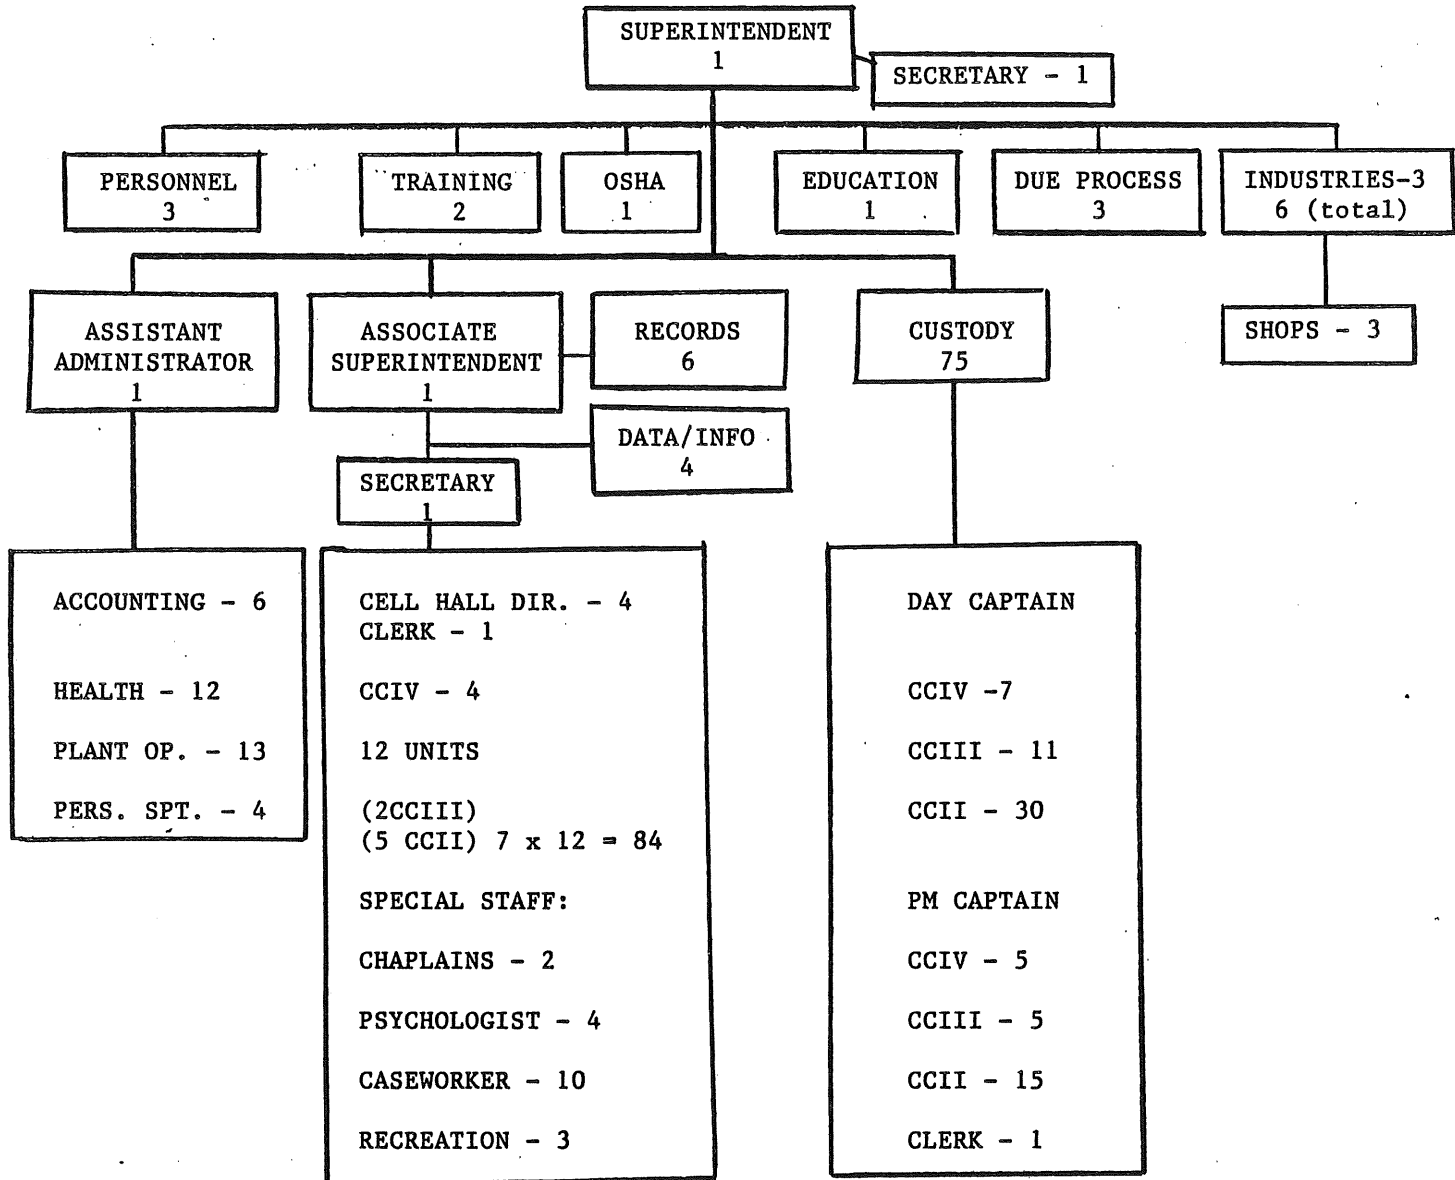 SUPERINTENDENT
1
SECRETARY - 1
PERSONNEL
3
TRAINING
2
OSHA
1
EDUCATION
1
DUE PROCESS
3
INDUSTRIES-3
6 (total)
SHOPS - 3
ASSISTANT
ADMINISTRATOR
1
ASSOCIATE
SUPERINTENDENT
1
RECORDS
6
CUSTODY
75
DATA/INFO
4
SECRETARY
1
ACCOUNTING - 6
HEALTH - 12
PLANT OP. - 13
PERS. SPT. - 4
CELL HALL DIR. - 4
CLERK - 1
CCIV - 4
12 UNITS
(2CCIII)
(5 CCII) 7 x 12 = 84
SPECIAL STAFF:
CHAPLAINS - 2
PSYCHOLOGIST - 4
CASEWORKER - 10
RECREATION - 3
DAY CAPTAIN
CCIV -7
CCIII - 11
CCII - 30
PM CAPTAIN
CCIV - 5
CCIII - 5
CCII - 15
CLERK - 1